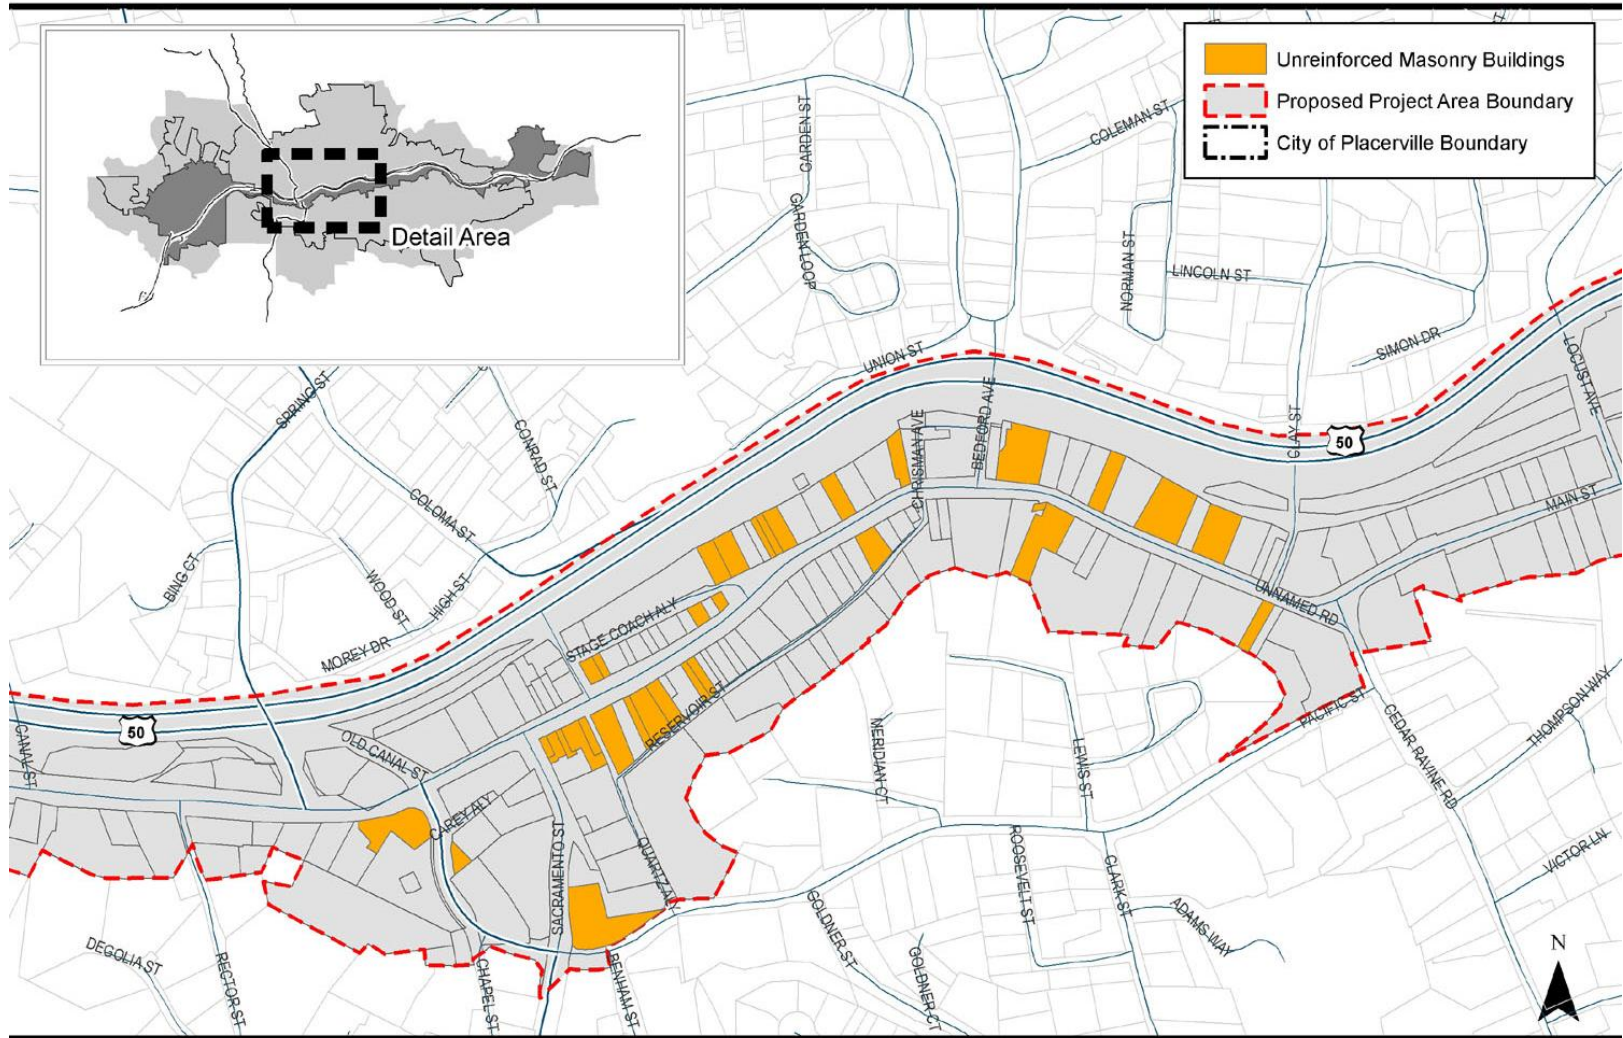 Detail Area
Unreinforced Masonry Buildings
Proposed Project Area Boundary
City of Placerville Boundary
GARDEN ST
COLEMAN ST
GARDEN LOOP
NORMAN ST
LINCOLN ST
SIMON DR
LOCUST AVE
UNION ST
SPRING ST
CONRAD ST
COLOMA ST
BEDFORD AVE
CHRISMAN AVE
CLAY ST
50
MAIN ST
BING CT
WOOD ST
HIGH ST
MOREY DR
STAGE COACH ALY
UNNAMED RD
50
CANAL ST
OLD CANAL ST
RESERVOIR ST
PACIFIC ST
CEDAR RAVINE RD
THOMPSON WAY
MERIDIAN CT
LEWIS ST
CAREY ALY
SACRAMENTO ST
QUARTZ ALY
ROOSEVELT ST
CLARK ST
VICTOR LN
DEGOLIA ST
RECTOR ST
CHAPEL ST
BENHAM ST
GOLDNER ST
GOLDNER CT
ADAMS WAY
N